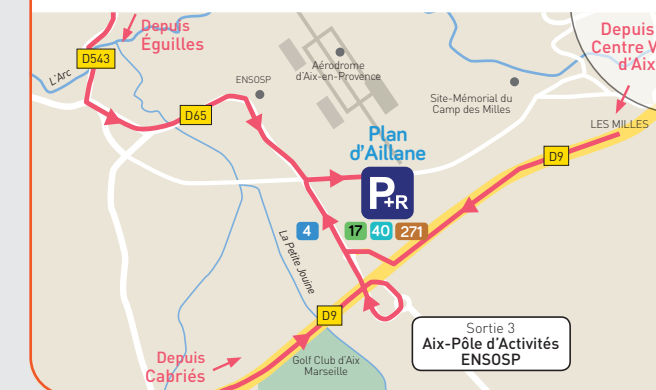 Depuis
Éguilles
Depuis
Centre V
d'Aix
D543
L'Arc
ENSOSP
Aérodrome
d'Aix-en-Provence
Site-Mémorial du
Camp des Milles
D65
LES MILLES
Plan
d'Aillane
D9
P+R
4
17 40 271
La Petite Jouine
D9
Sortie 3
Aix-Pôle d'Activités
ENSOSP
Depuis
Cabriés
Golf Club d'Aix
Marseille